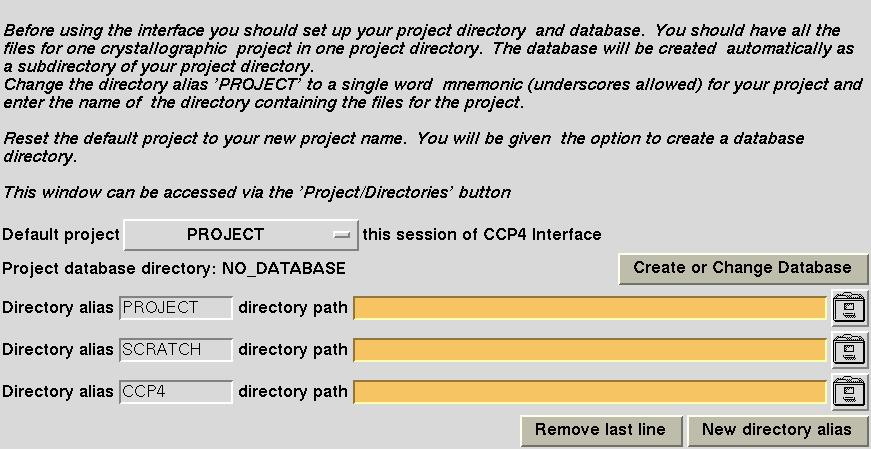 Before using the interface you should set up your project directory and database. You should have all the
files for one crystallographic project in one project directory. The database will be created automatically as
a subdirectory of your project directory.
Change the directory alias 'PROJECT' to a single word mnemonic (underscores allowed) for your project and
enter the name of the directory containing the files for the project.
Reset the default project to your new project name. You will be given the option to create a database
directory.
This window can be accessed via the 'Project/Directories' button
Default project PROJECT this session of CCP4 Interface
Project database directory: NO_DATABASE Create or Change Database
Directory alias PROJECT directory path
Directory alias SCRATCH directory path
Directory alias CCP4 directory path
Remove last line New directory alias